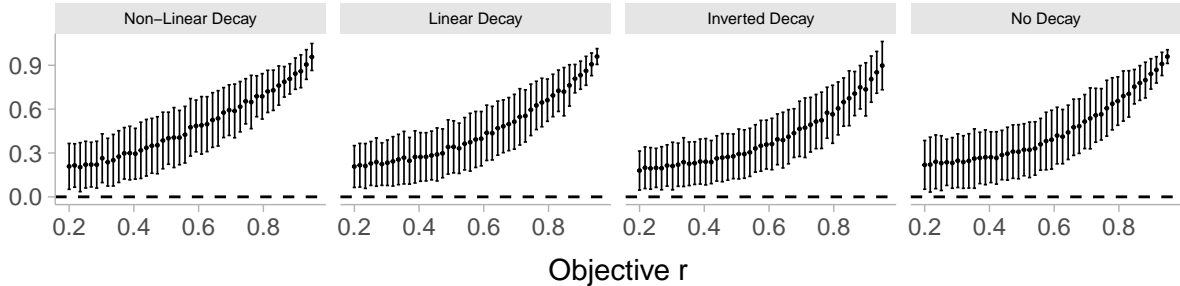 Non−Linear Decay Linear Decay Inverted Decay No Decay
0.9
0.6
0.3
0.0
0.2 0.4 0.6 0.8 0.2 0.4 0.6 0.8 0.2 0.4 0.6 0.8 0.2 0.4 0.6 0.8
Objective r